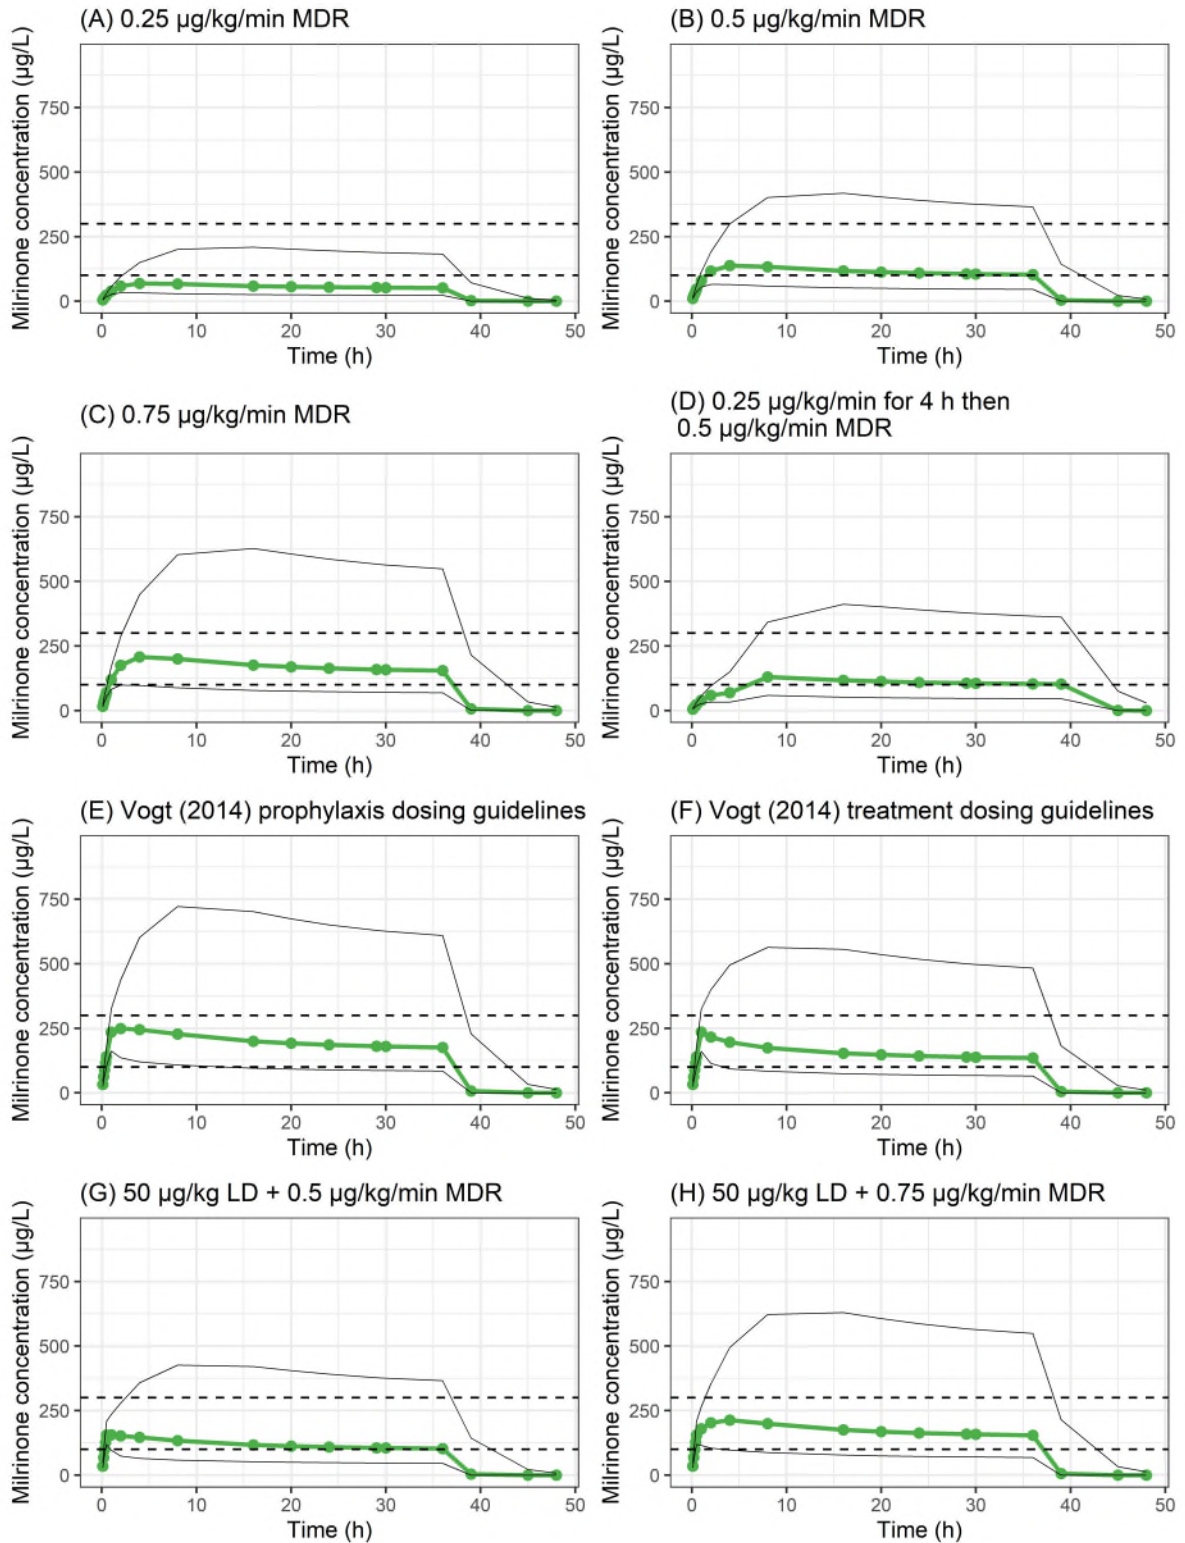 (A) 0.25 µg/kg/min MDR
Milrinone concentration (µg/L)
750
500
250
0
0 10 20 30 40 50
Time (h)
(B) 0.5 µg/kg/min MDR
Milrinone concentration (µg/L)
750
500
250
0
0 10 20 30 40 50
Time (h)
(C) 0.75 µg/kg/min MDR
Milrinone concentration (µg/L)
750
500
250
0
0 10 20 30 40 50
Time (h)
(D) 0.25 µg/kg/min for 4 h then
0.5 µg/kg/min MDR
Milrinone concentration (µg/L)
750
500
250
0
0 10 20 30 40 50
Time (h)
(E) Vogt (2014) prophylaxis dosing guidelines
Milrinone concentration (µg/L)
750
500
250
0
0 10 20 30 40 50
Time (h)
(F) Vogt (2014) treatment dosing guidelines
Milrinone concentration (µg/L)
750
500
250
0
0 10 20 30 40 50
Time (h)
(G) 50 µg/kg LD + 0.5 µg/kg/min MDR
Milrinone concentration (µg/L)
750
500
250
0
0 10 20 30 40 50
Time (h)
(H) 50 µg/kg LD + 0.75 µg/kg/min MDR
Milrinone concentration (µg/L)
750
500
250
0
0 10 20 30 40 50
Time (h)